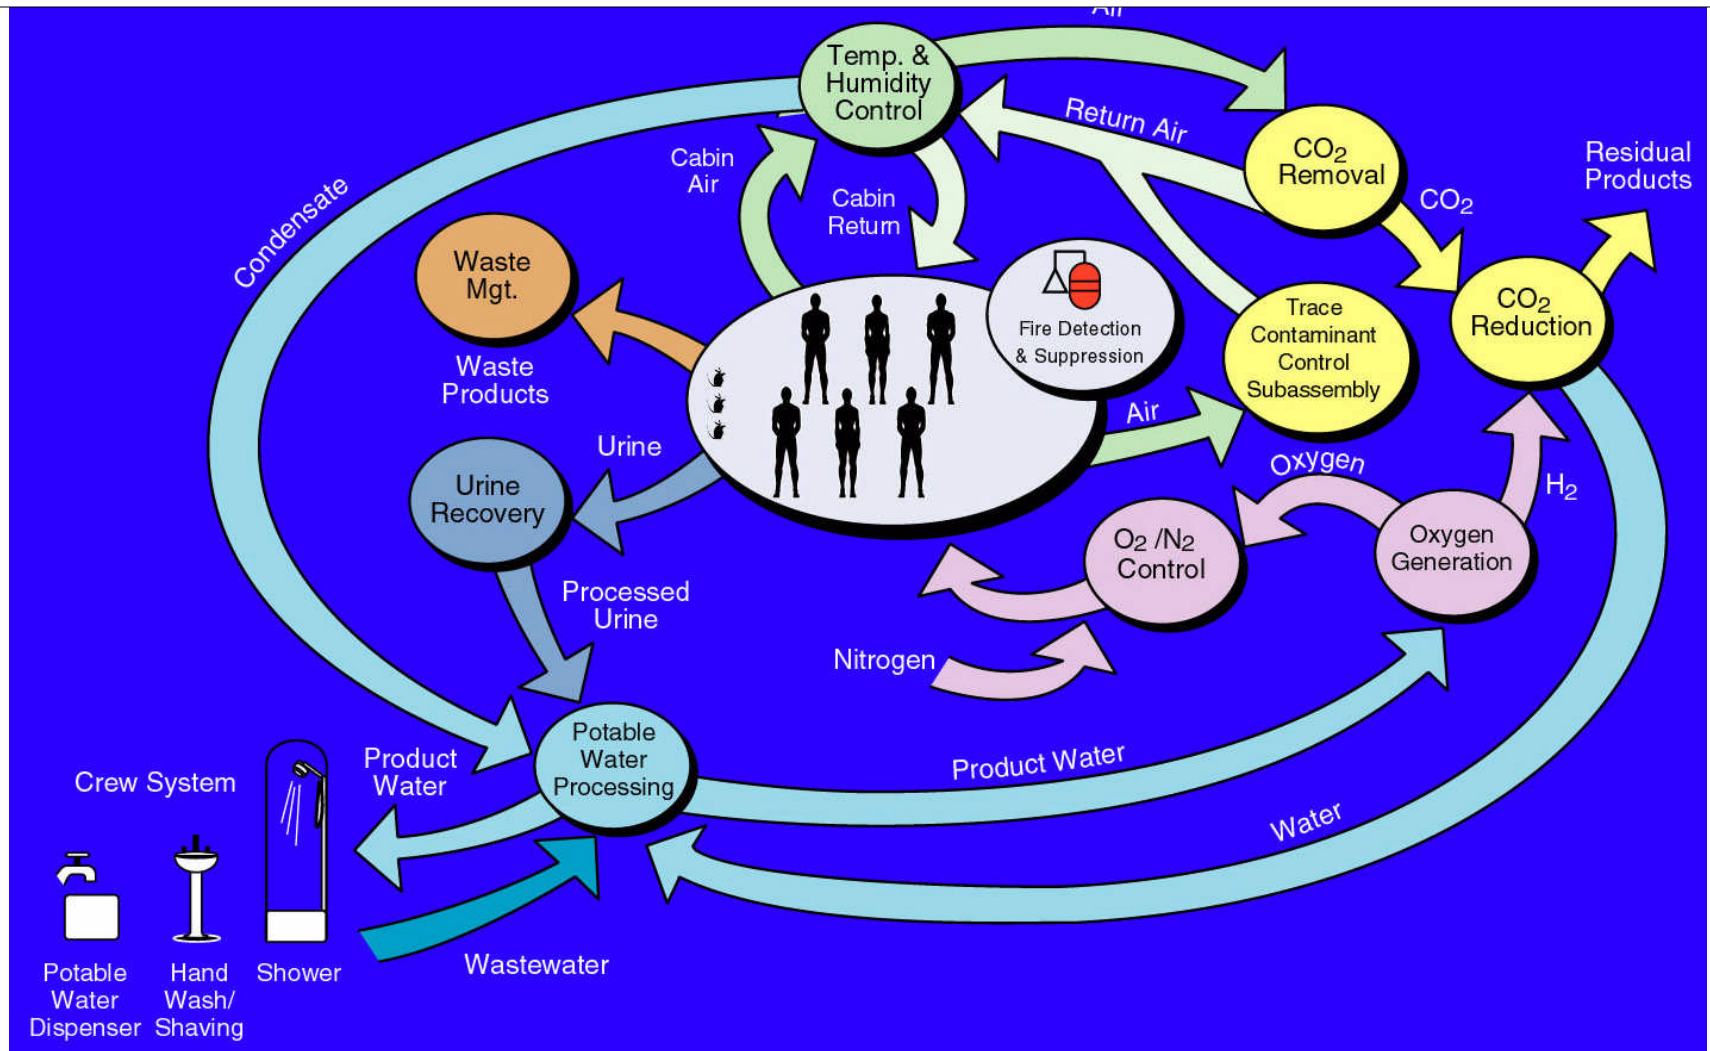 Air
Temp. &
Humidity
Control
Return Air
CO2
Removal
Residual
Products
Cabin
Air
Cabin
Return
CO2
Condensate
Waste
Mgt.
CO2
Reduction
Fire Detection
& Suppression
Trace
Contaminant
Control
Subassembly
Waste
Products
Air
Urine
Oxygen
H2
Urine
Recovery
O2 /N2
Control
Oxygen
Generation
Processed
Urine
Nitrogen
Potable
Water
Processing
Product
Water
Product Water
Crew System
Water
Wastewater
Potable
Water
Dispenser
Hand
Wash/
Shaving
Shower